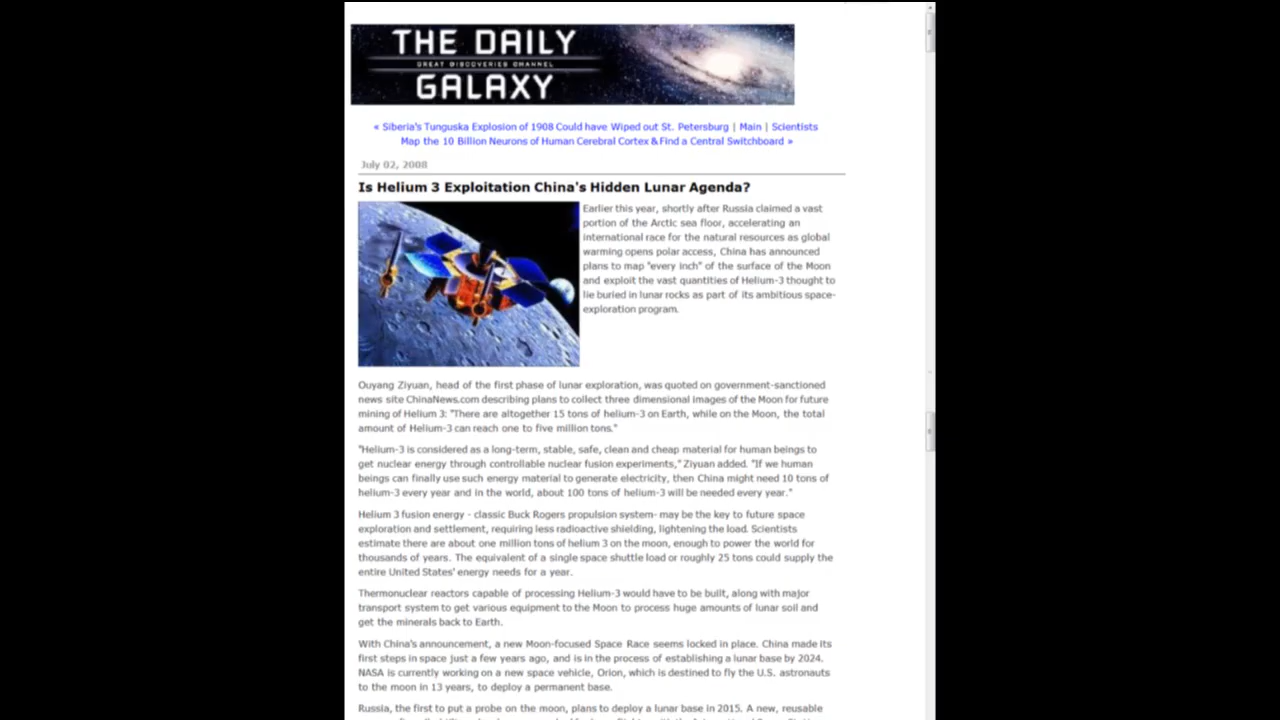 THE DAILY
GREAT DISCOVERIES CHANNEL
GALAXY
« Siberia's Tunguska Explosion of 1908 Could have Wiped out St. Petersburg | Main | Scientists
Map the 10 Billion Neurons of Human Cerebral Cortex & Find a Central Switchboard »
July 02, 2008
Is Helium 3 Exploitation China's Hidden Lunar Agenda?
Earlier this year, shortly after Russia claimed a vast
portion of the Arctic sea floor, accelerating an
international race for the natural resources as global
warming opens polar access, China has announced
plans to map "every inch" of the surface of the Moon
and exploit the vast quantities of Helium-3 thought to
lie buried in lunar rocks as part of its ambitious space-
exploration program.
Ouyang Ziyuan, head of the first phase of lunar exploration, was quoted on government-sanctioned
news site ChinaNews.com describing plans to collect three dimensional images of the Moon for future
mining of Helium 3: "There are altogether 15 tons of helium-3 on Earth, while on the Moon, the total
amount of Helium-3 can reach one to five million tons."
"Helium-3 is considered as a long-term, stable, safe, clean and cheap material for human beings to
get nuclear energy through controllable nuclear fusion experiments," Ziyuan added. "If we human
beings can finally use such energy material to generate electricity, then China might need 10 tons of
helium-3 every year and in the world, about 100 tons of helium-3 will be needed every year."
Helium 3 fusion energy - classic Buck Rogers propulsion system- may be the key to future space
exploration and settlement, requiring less radioactive shielding, lightening the load. Scientists
estimate there are about one million tons of helium 3 on the moon, enough to power the world for
thousands of years. The equivalent of a single space shuttle load or roughly 25 tons could supply the
entire United States' energy needs for a year.
Thermonuclear reactors capable of processing Helium-3 would have to be built, along with major
transport system to get various equipment to the Moon to process huge amounts of lunar soil and
get the minerals back to Earth.
With China's announcement, a new Moon-focused Space Race seems locked in place. China made its
first steps in space just a few years ago, and is in the process of establishing a lunar base by 2024.
NASA is currently working on a new space vehicle, Orion, which is destined to fly the U.S. astronauts
to the moon in 13 years, to deploy a permanent base.
Russia, the first to put a probe on the moon, plans to deploy a lunar base in 2015. A new, reusable